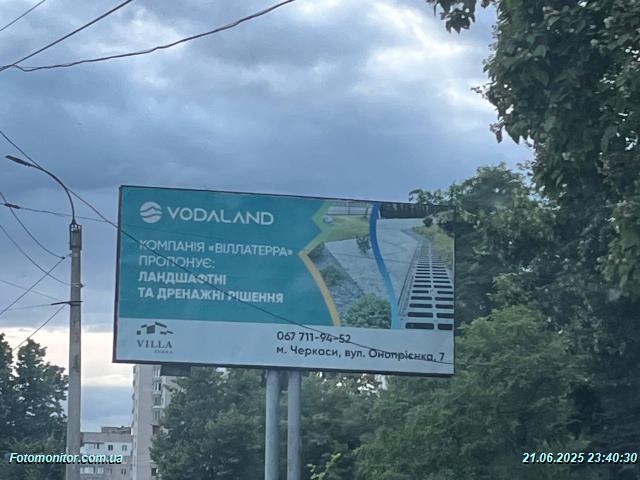 VODALAND
КОМПАНІЯ «ВІЛЛАТЕРРА»
ПРОПОНУЄ:
ЛАНДШАФТНІ
ТА ДРЕНАЖНІ РІШЕННЯ
VILLA
TERRA
067 711-94-52
м. Черкаси, вул. Онопрієнка, 7
Fotomonitor.com.ua
21.06.2025 23:40:30